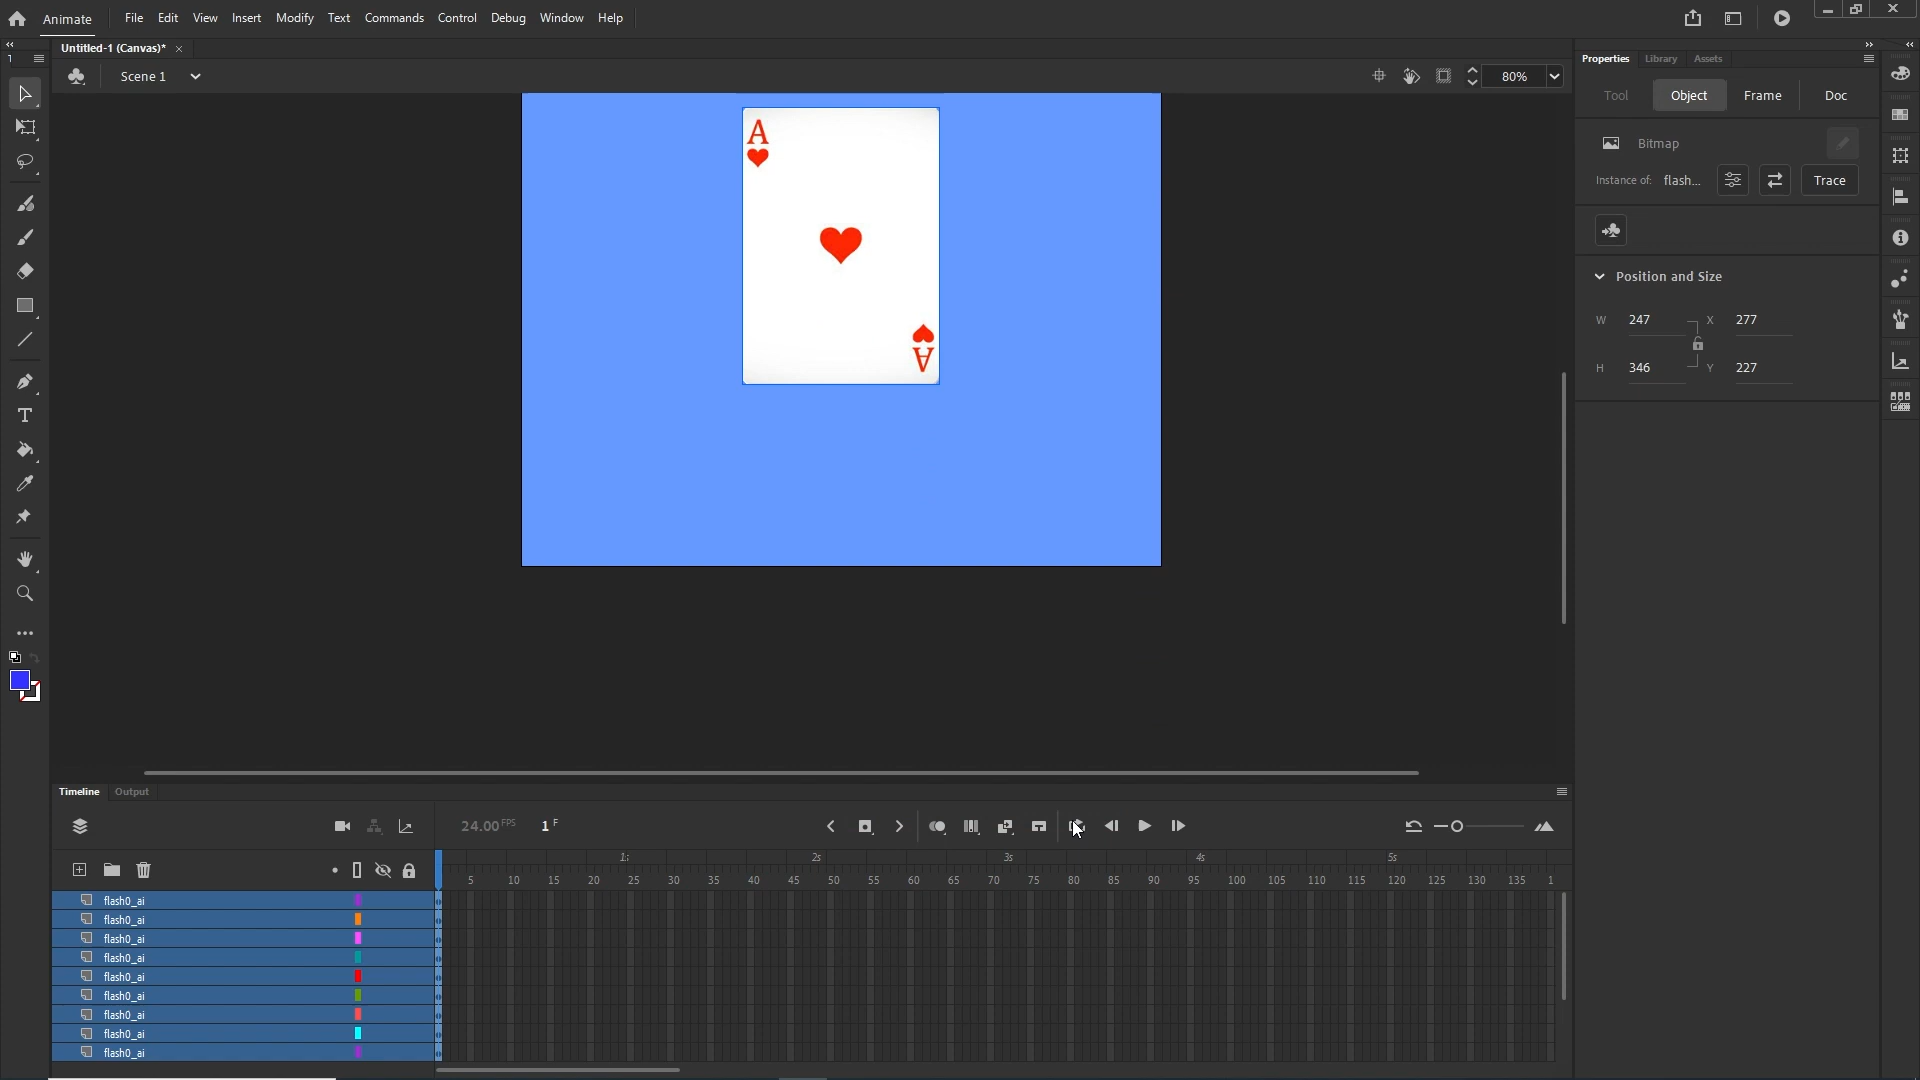 Animate File Edit View Insert Modify Text Commands Control Debug Window Help
Untitled-1 (Canvas)*
Scene 1
80%
A
A
Properties Library Assets
Tool Object Frame Doc
Bitmap
Instance of: flash... Trace
Position and Size
W 247 X 277
H 346 Y 227
Timeline Output
24.00 FPS 1 F
2s 3s 4s 5s
5 10 15 20 25 30 35 40 45 50 55 60 65 70 75 80 85 90 95 100 105 110 115 120 125 130 135 1
flash0_ai
flash0_ai
flash0_ai
flash0_ai
flash0_ai
flash0_ai
flash0_ai
flash0_ai
flash0_ai